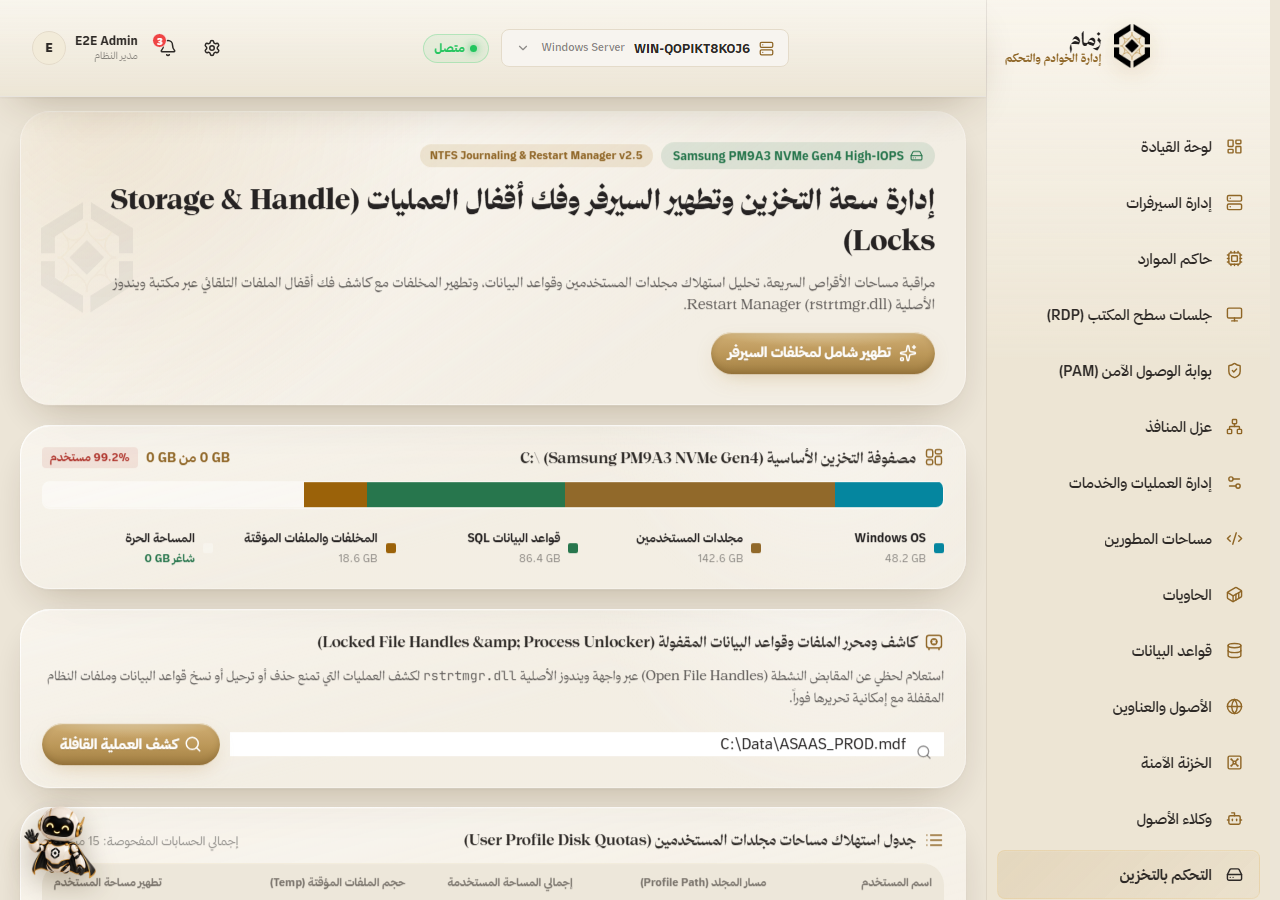 زمام
إدارة الخوادم والتحكم
WIN-QOPIKT8KOJ6 Windows Server
متصل
3
E2E Admin
مدير النظام
E
لوحة القيادة
إدارة السيرفرات
حاكم الموارد
جلسات سطح المكتب (RDP)
بوابة الوصول الآمن (PAM)
عزل المنافذ
إدارة العمليات والخدمات
مساحات المطورين
الحاويات
قواعد البيانات
الأصول والعناوين
الخزنة الآمنة
وكلاء الأصول
التحكم بالتخزين
Samsung PM9A3 NVMe Gen4 High-IOPS
NTFS Journaling & Restart Manager v2.5
إدارة سعة التخزين وتطهير السيرفر وفك أقفال العمليات (Storage & Handle
Locks)
مراقبة مساحات الأقراص السريعة، تحليل استهلاك مجلدات المستخدمين وقواعد البيانات، وتطهير المخلفات مع كاشف فك أقفال الملفات التلقائي عبر مكتبة ويندوز
الأصلية Restart Manager (rstrtmgr.dll).
تطهير شامل لمخلفات السيرفر
مصفوفة التخزين الأساسية C:\ (Samsung PM9A3 NVMe Gen4)
0 GB من 0 GB
99.2% مستخدم
Windows OS
48.2 GB
مجلدات المستخدمين
142.6 GB
قواعد البيانات SQL
86.4 GB
المخلفات والملفات المؤقتة
18.6 GB
المساحة الحرة
0 GB شاغر
كاشف ومحرر الملفات وقواعد البيانات المقفولة (Locked File Handles &amp; Process Unlocker)
استعلام لحظي عن المقابض النشطة (Open File Handles) عبر واجهة ويندوز الأصلية rstrtmgr.dll لكشف العمليات التي تمنع حذف أو ترحيل أو نسخ قواعد البيانات وملفات النظام
المقفلة مع إمكانية تحريرها فوراً.
C:\Data\ASAAS_PROD.mdf
كشف العملية القافلة
جدول استهلاك مساحات مجلدات المستخدمين (User Profile Disk Quotas)
إجمالي الحسابات المفحوصة: 15
اسم المستخدم
مسار المجلد (Profile Path)
إجمالي المساحة المستخدمة
حجم الملفات المؤقتة (Temp)
تطهير مساحة المستخدم